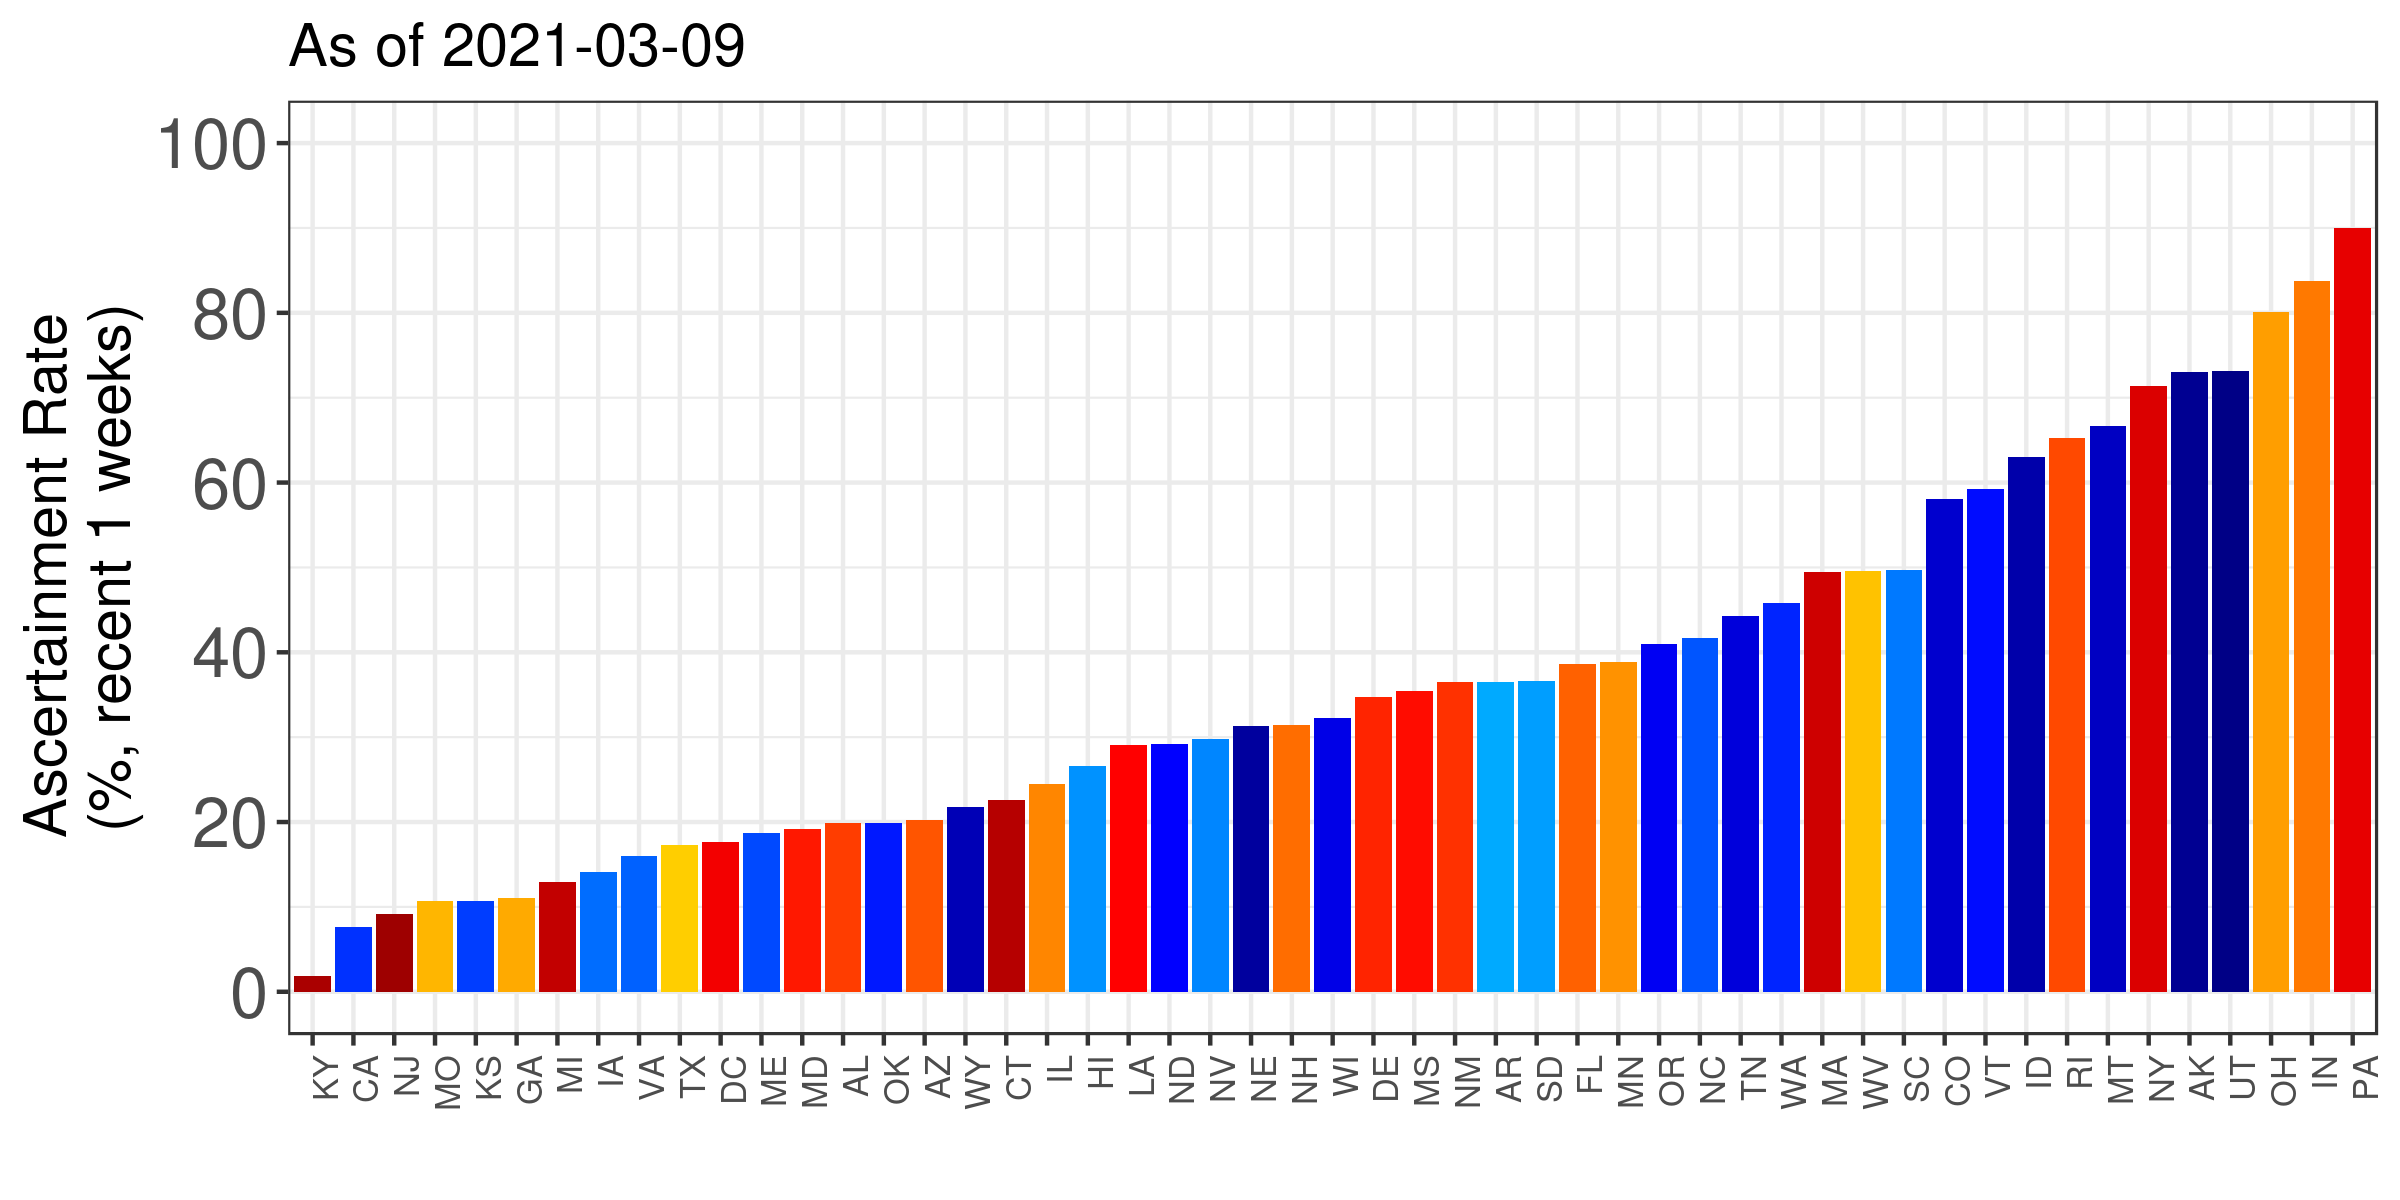 As of 2021-03-09
Ascertainment Rate
(%, recent 1 weeks)
100
80
60
40
20
0
KY CA NJ MO KS GA MI IA VA TX DC ME MD AL OK AZ WY CT IL HI LA ND NV NE NH WI DE MS NM AR SD FL MN OR NC TN WA MA WV SC CO VT ID RI MT NY AK UT OH IN PA